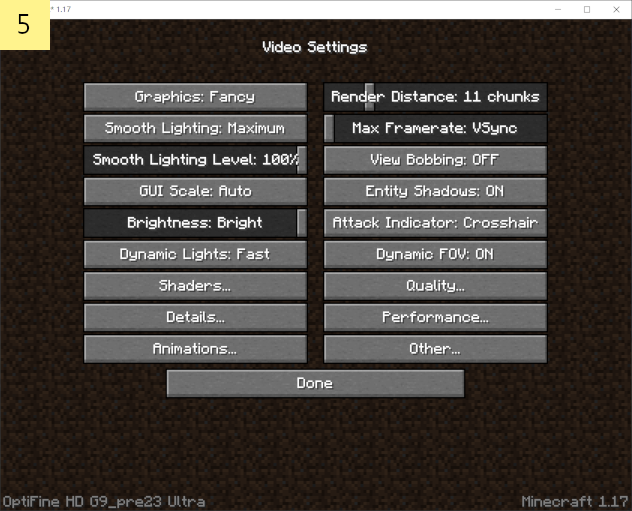 5
* 1.17
Video Settings
Graphics: Fancy
Render Distance: 11 chunks
Smooth Lighting: Maximum
Max Framerate: VSync
Smooth Lighting Level: 100%
View Bobbing: OFF
GUI Scale: Auto
Entity Shadows: ON
Brightness: Bright
Attack Indicator: Crosshair
Dynamic Lights: Fast
Dynamic FOV: ON
Shaders...
Quality...
Details...
Performance...
Animations...
Other...
Done
OptiFine HD G9_pre23 Ultra
Minecraft 1.17